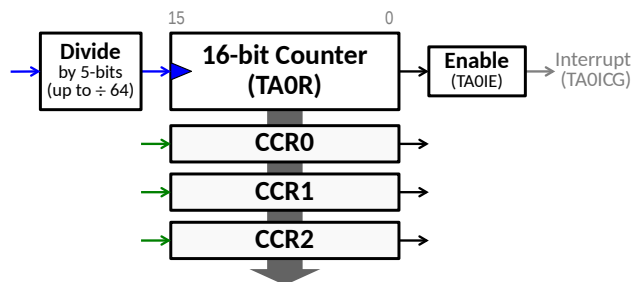 15 0
Divide
by 5-bits
(up to ÷ 64)
16-bit Counter
(TA0R)
Enable
(TA0IE)
Interrupt
(TA0ICG)
CCR0
CCR1
CCR2